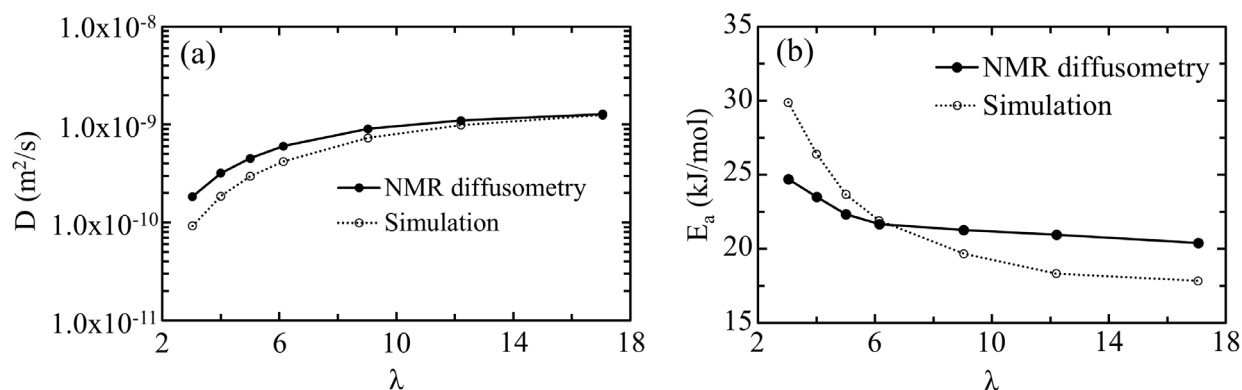 (a)
D (m²/s)
1.0x10⁻⁸
1.0x10⁻⁹
1.0x10⁻¹⁰
1.0x10⁻¹¹
NMR diffusometry
Simulation
2 6 10 14 18
λ
(b)
Eₐ (kJ/mol)
35
30
25
20
15
NMR diffusometry
Simulation
2 6 10 14 18
λ